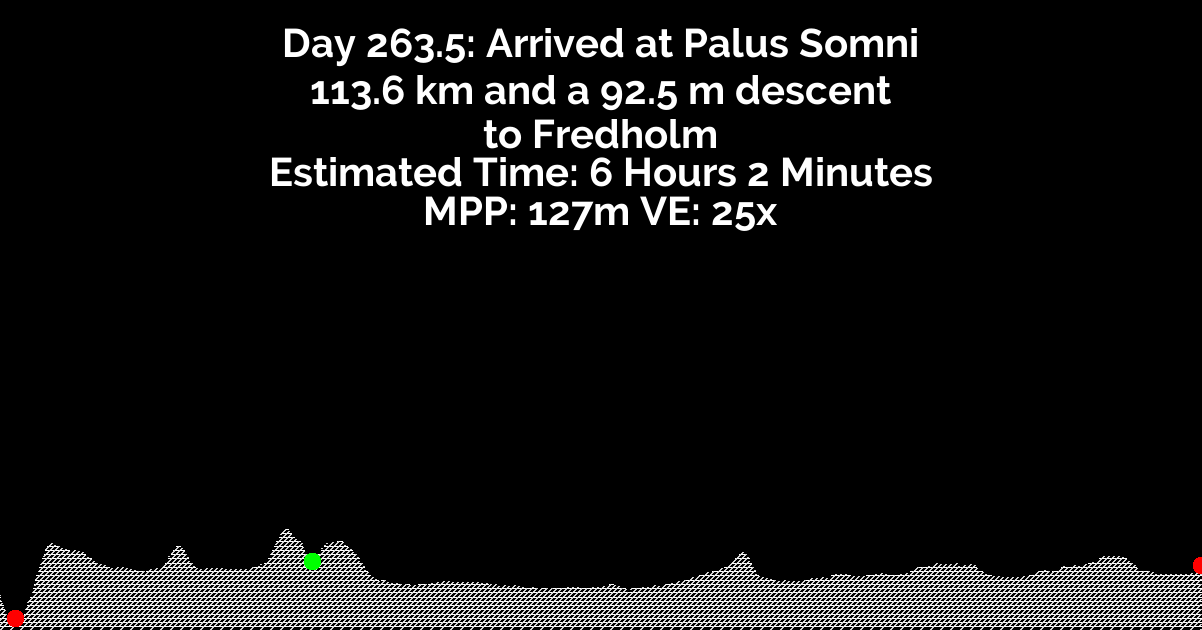 Day 263.5: Arrived at Palus Somni
113.6 km and a 92.5 m descent
to Fredholm
Estimated Time: 6 Hours 2 Minutes
MPP: 127m VE: 25x